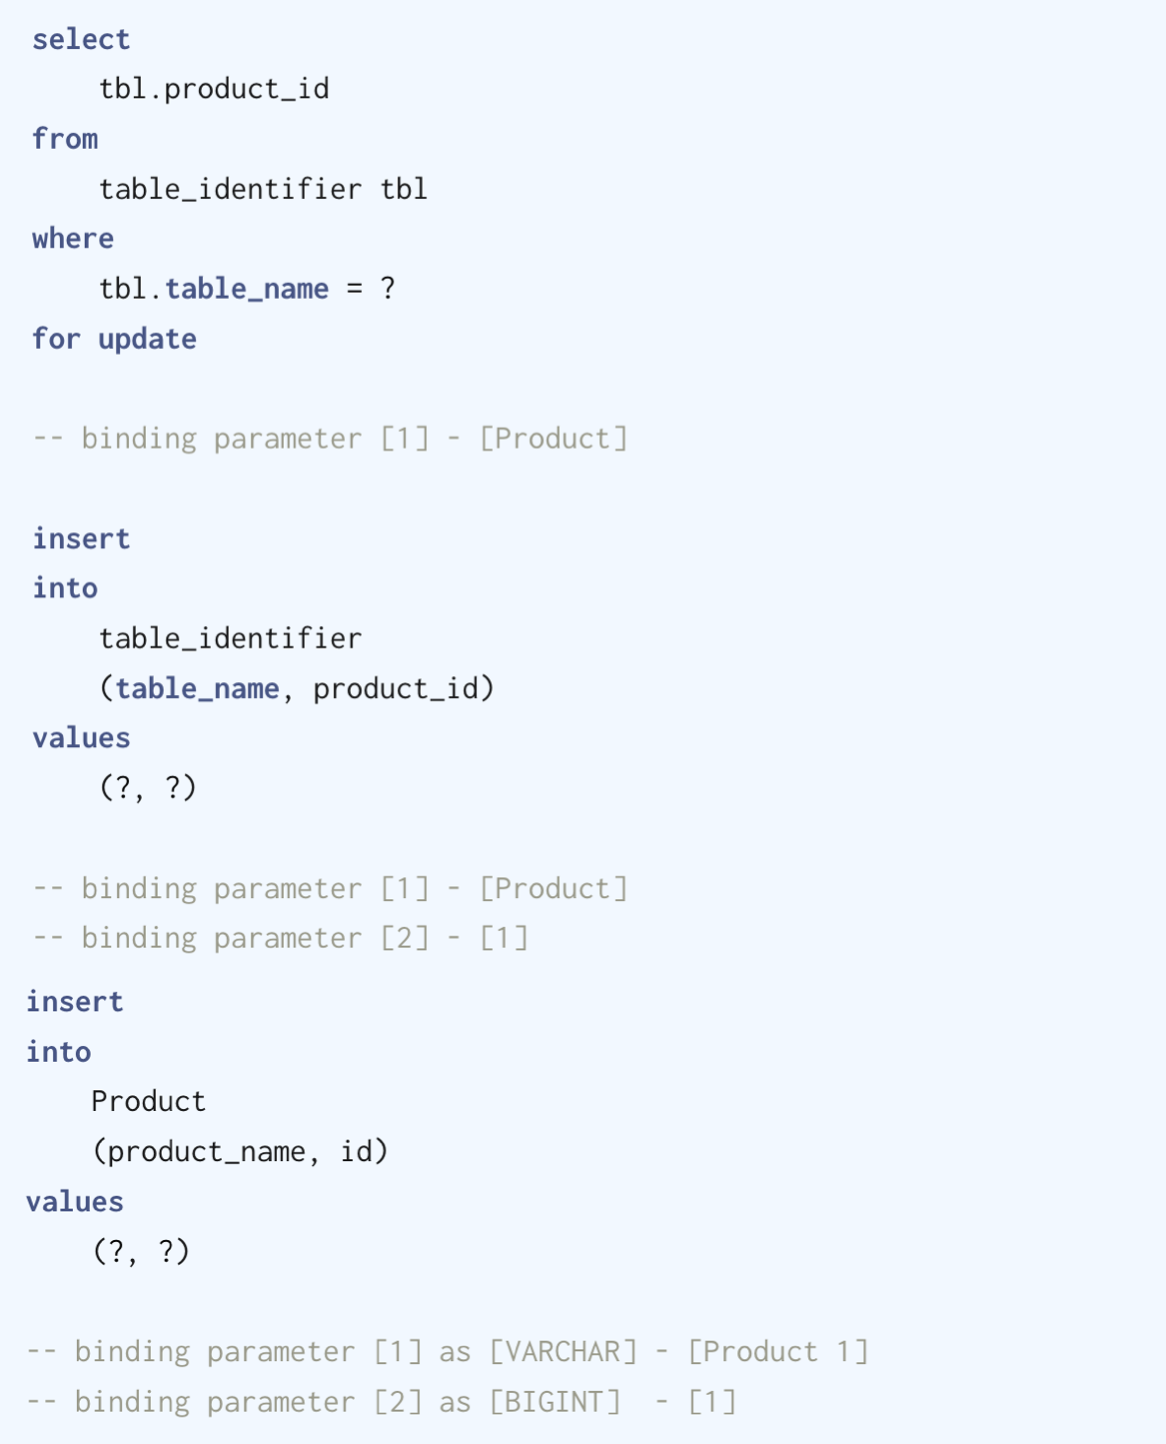 select
    tbl.product_id
from
    table_identifier tbl
where
    tbl.table_name = ?
for update
-- binding parameter [1] - [Product]
insert
into
    table_identifier
    (table_name, product_id)
values
    (?, ?)
-- binding parameter [1] - [Product]
-- binding parameter [2] - [1]
insert
into
    Product
    (product_name, id)
values
    (?, ?)
-- binding parameter [1] as [VARCHAR] - [Product 1]
-- binding parameter [2] as [BIGINT]  - [1]